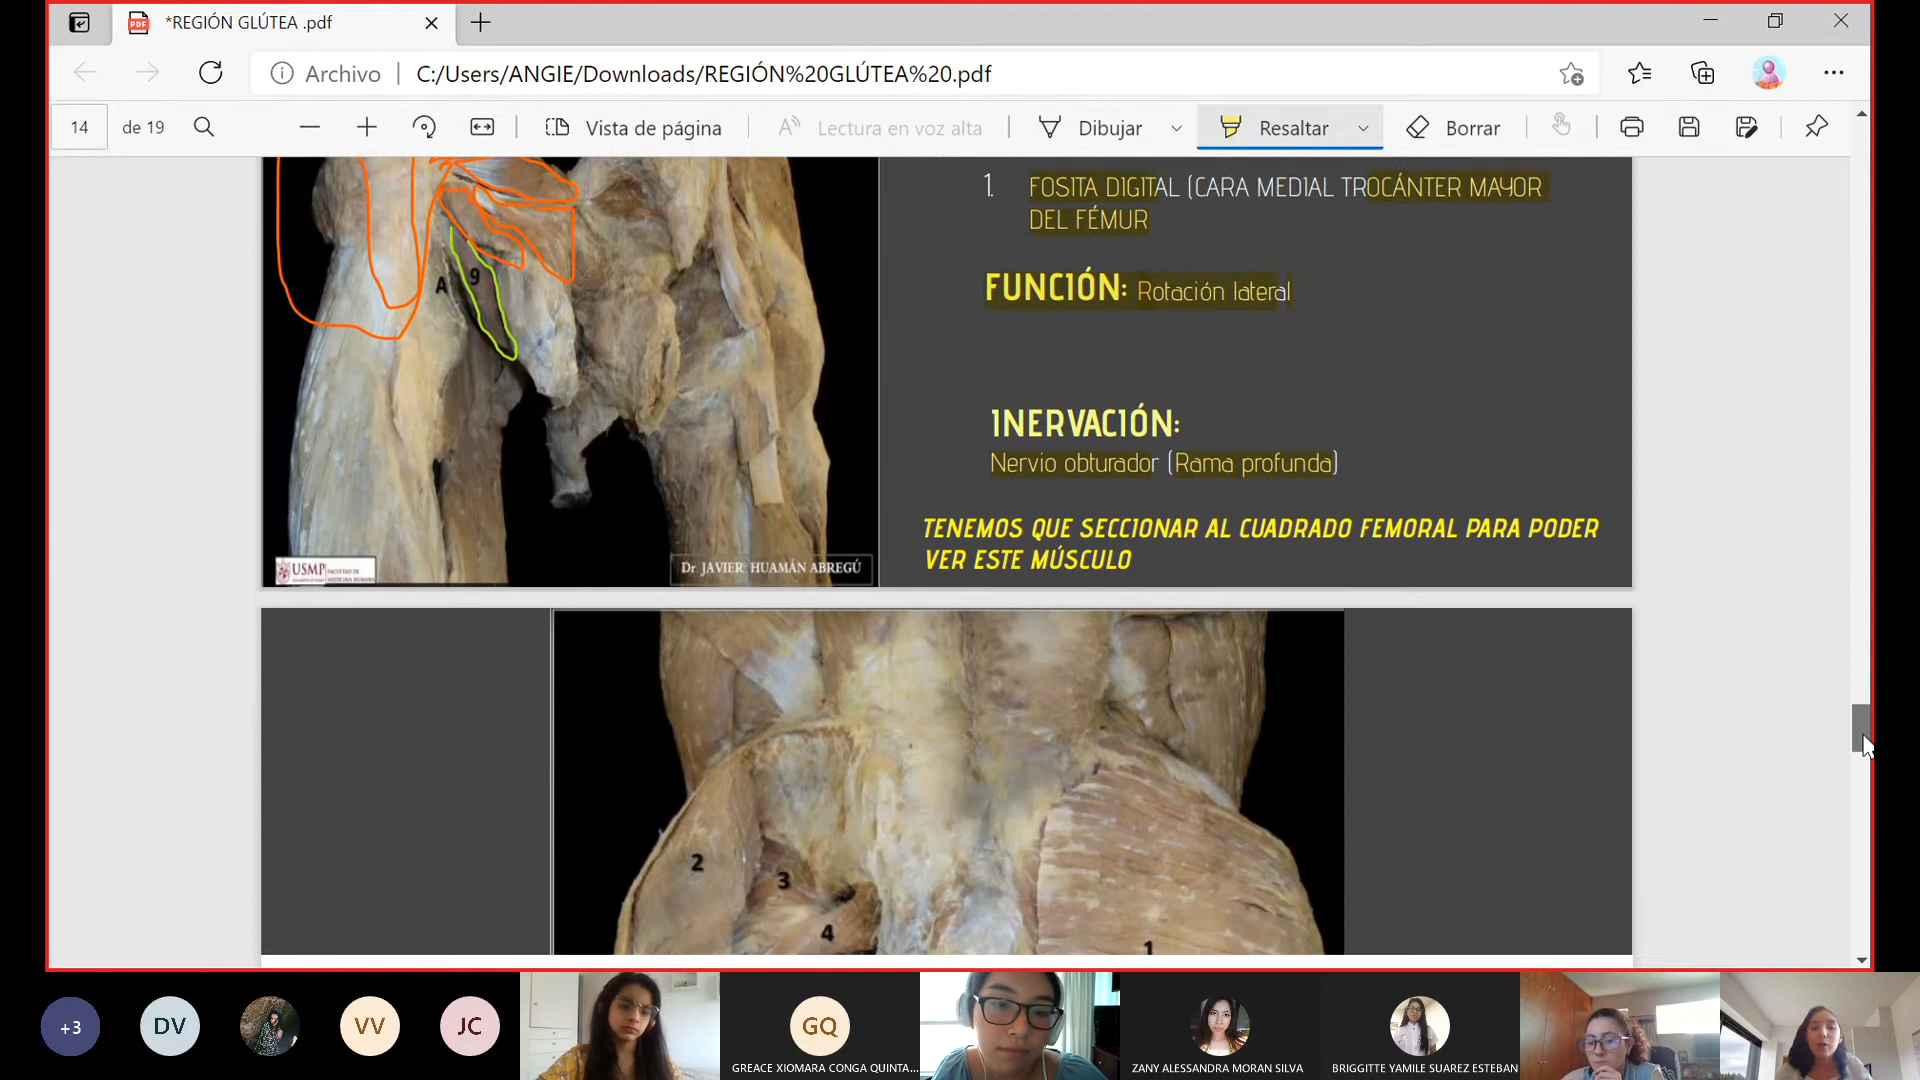 *REGIÓN GLÚTEA .pdf
Archivo C:/Users/ANGIE/Downloads/REGIÓN%20GLÚTEA%20.pdf
14 de 19 Vista de página Lectura en voz alta Dibujar Resaltar Borrar
1. FOSITA DIGITAL (CARA MEDIAL TROCÁNTER MAYOR
DEL FÉMUR
FUNCIÓN: Rotación lateral
A 9
INERVACIÓN:
Nervio obturador (Rama profunda)
TENEMOS QUE SECCIONAR AL CUADRADO FEMORAL PARA PODER
VER ESTE MÚSCULO
USMP FACULTAD DE
MEDICINA HUMANA
Dr JAVIER HUAMÁN ABREGÚ
2
3
4
1
+3 DV VV JC GQ
GREACE XIOMARA CONGA QUINTA... ZANY ALESSANDRA MORAN SILVA BRIGGITTE YAMILE SUAREZ ESTEBAN